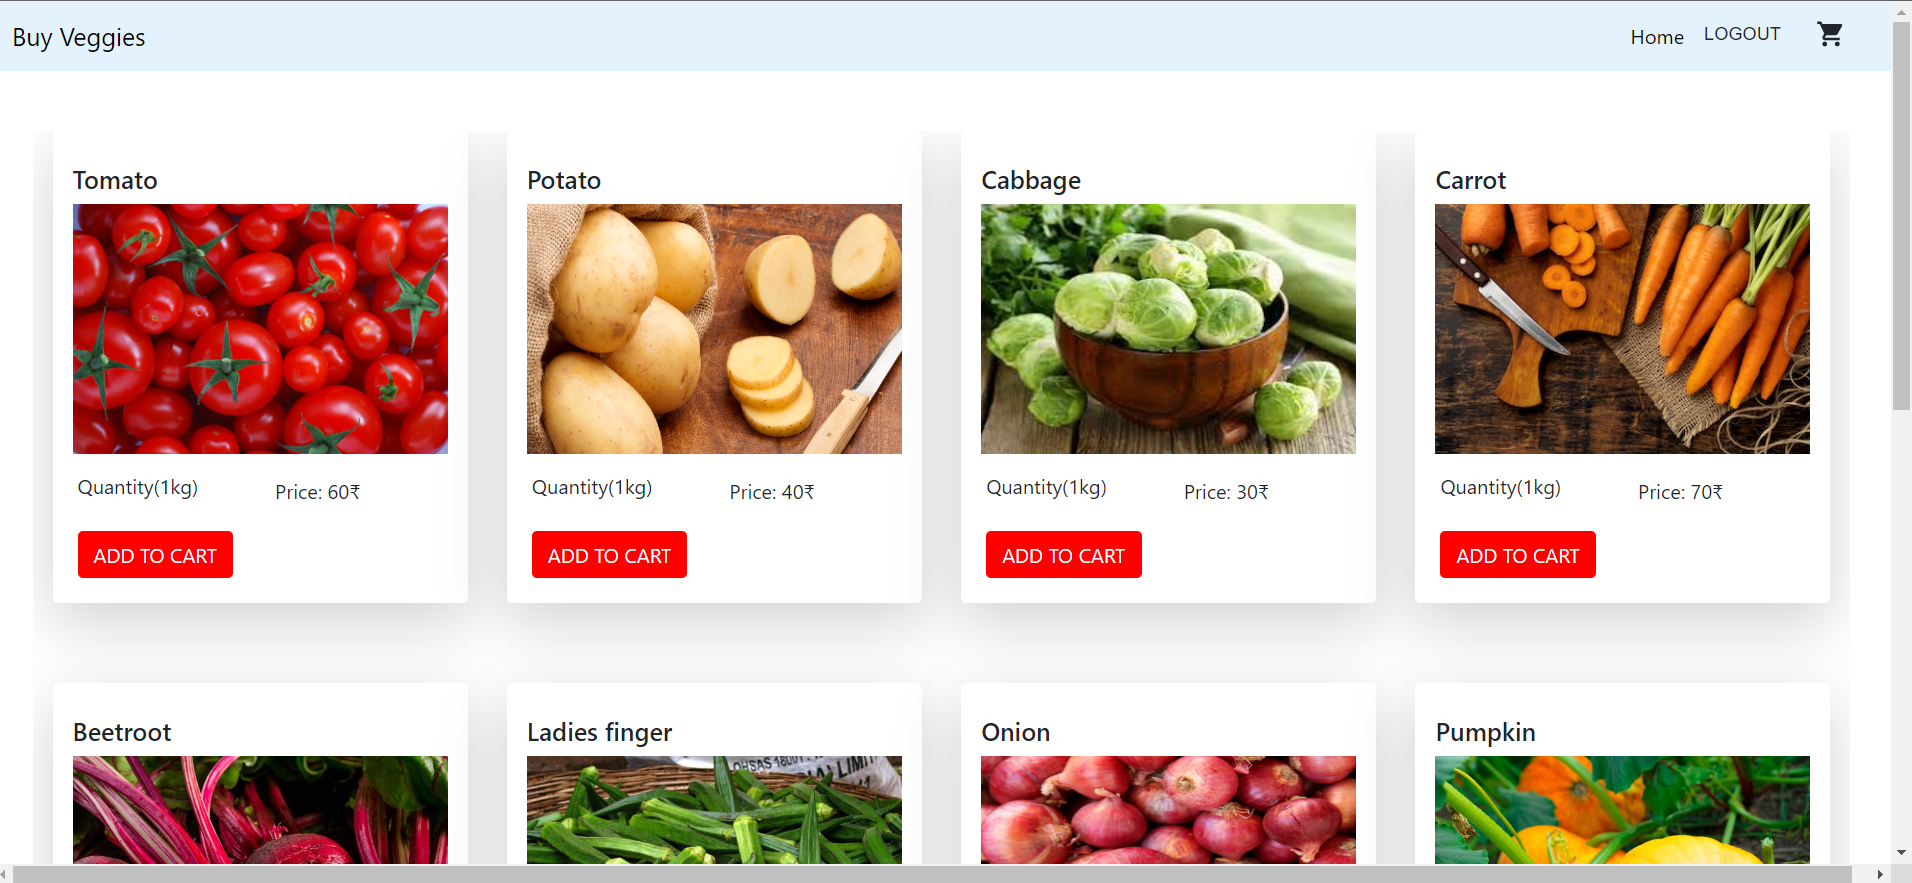 Buy Veggies
Home LOGOUT
Tomato
Potato
Cabbage
Carrot
Quantity(1kg) Price: 60₹
Quantity(1kg) Price: 40₹
Quantity(1kg) Price: 30₹
Quantity(1kg) Price: 70₹
ADD TO CART
ADD TO CART
ADD TO CART
ADD TO CART
Beetroot
Ladies finger
Onion
Pumpkin